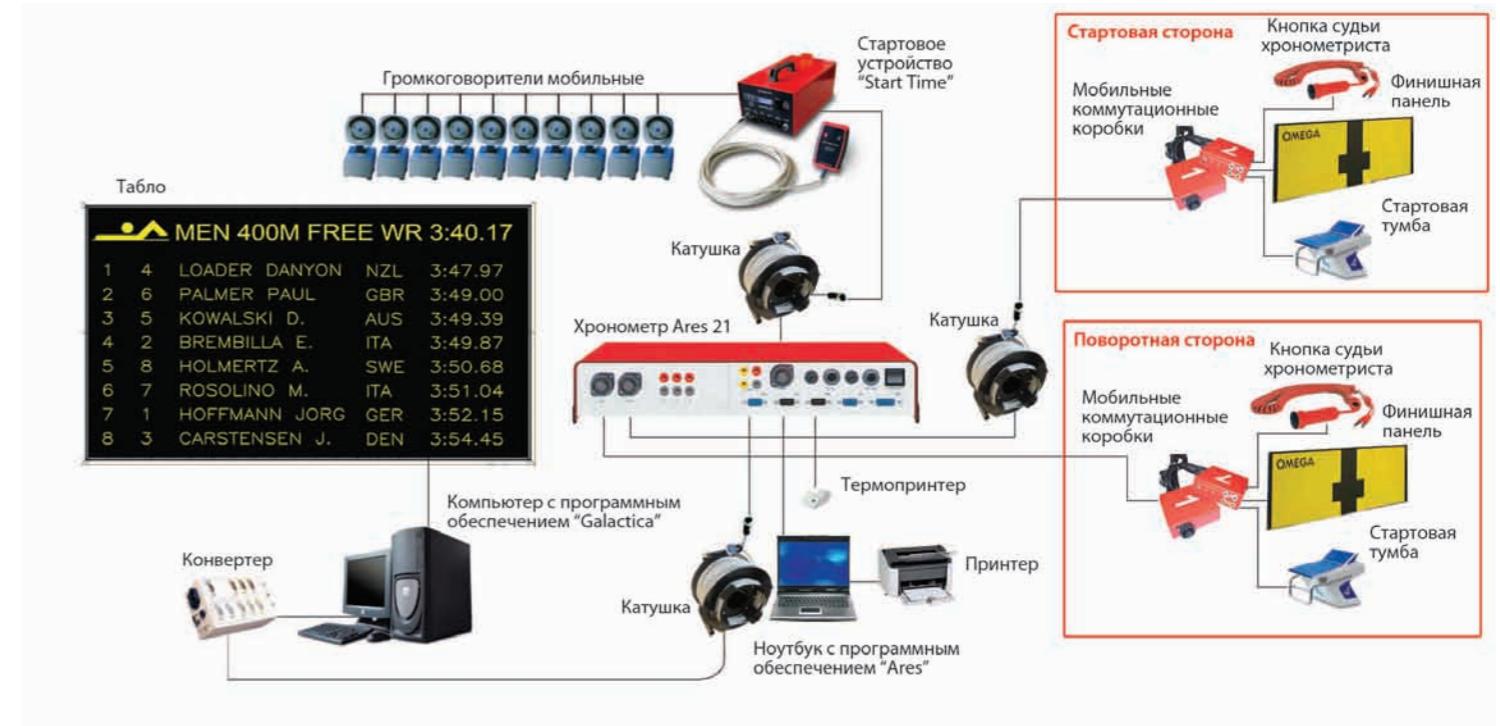 Громкоговорители мобильные
Стартовое
устройство
“Start Time”
Табло
MEN 400M FREE WR 3:40.17
1 4 LOADER DANYON NZL 3:47.97
2 6 PALMER PAUL GBR 3:49.00
3 5 KOWALSKI D. AUS 3:49.39
4 2 BREMBILLA E. ITA 3:49.87
5 8 HOLMERTZ A. SWE 3:50.68
6 7 ROSOLINO M. ITA 3:51.04
7 1 HOFFMANN JORG GER 3:52.15
8 3 CARSTENSEN J. DEN 3:54.45
Катушка
Хронометр Ares 21
Катушка
Термопринтер
Компьютер с программным
обеспечением “Galactica”
Конвертер
Катушка
Принтер
Ноутбук с программным
обеспечением “Ares”
Стартовая сторона
Кнопка судьи
хронометриста
Мобильные
коммутационные
коробки
Финишная
панель
OMEGA
1
Стартовая
тумба
Поворотная сторона
Кнопка судьи
хронометриста
Мобильные
коммутационные
коробки
Финишная
панель
OMEGA
1
Стартовая
тумба